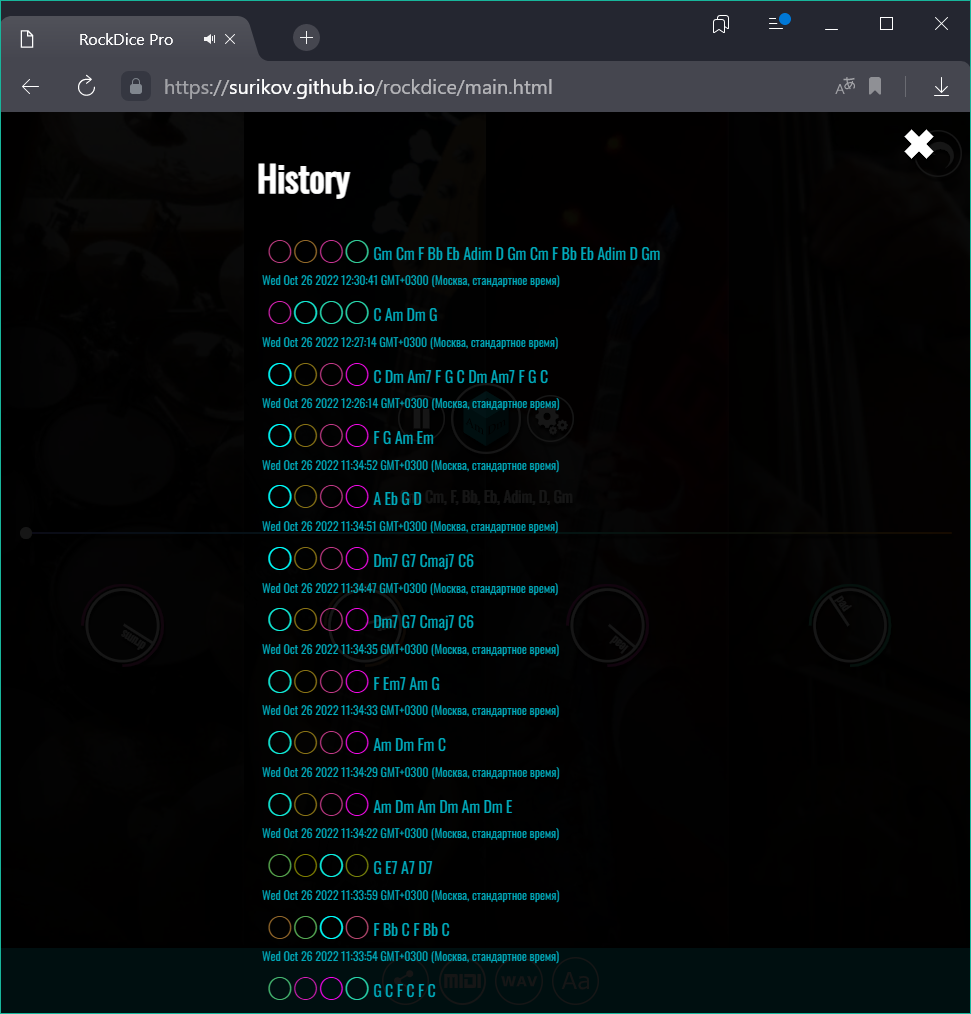 RockDice Pro
https://surikov.github.io/rockdice/main.html
History
Gm Cm F Bb Eb Adim D Gm Cm F Bb Eb Adim D Gm
Wed Oct 26 2022 12:30:41 GMT+0300 (Москва, стандартное время)
C Am Dm G
Wed Oct 26 2022 12:27:14 GMT+0300 (Москва, стандартное время)
C Dm Am7 F G C Dm Am7 F G C
Wed Oct 26 2022 12:26:14 GMT+0300 (Москва, стандартное время)
F G Am Em
Wed Oct 26 2022 11:34:52 GMT+0300 (Москва, стандартное время)
A Eb G D
Cm, F, Bb, Eb, Adim, D, Gm
Wed Oct 26 2022 11:34:51 GMT+0300 (Москва, стандартное время)
Dm7 G7 Cmaj7 C6
Wed Oct 26 2022 11:34:47 GMT+0300 (Москва, стандартное время)
Dm7 G7 Cmaj7 C6
Wed Oct 26 2022 11:34:35 GMT+0300 (Москва, стандартное время)
F Em7 Am G
Wed Oct 26 2022 11:34:33 GMT+0300 (Москва, стандартное время)
Am Dm Fm C
Wed Oct 26 2022 11:34:29 GMT+0300 (Москва, стандартное время)
Am Dm Am Dm Am Dm E
Wed Oct 26 2022 11:34:22 GMT+0300 (Москва, стандартное время)
G E7 A7 D7
Wed Oct 26 2022 11:33:59 GMT+0300 (Москва, стандартное время)
F Bb C F Bb C
Wed Oct 26 2022 11:33:54 GMT+0300 (Москва, стандартное время)
G C F C F C
MIDI
WAV
Aa